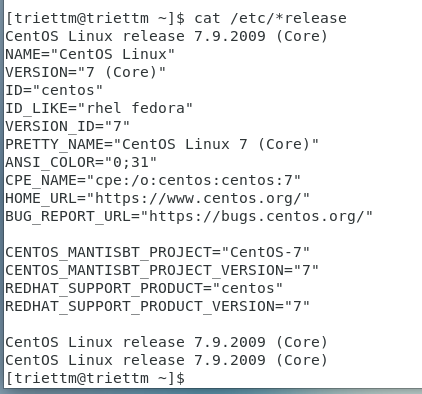 [triettm@triettm ~]$ cat /etc/*release
CentOS Linux release 7.9.2009 (Core)
NAME="CentOS Linux"
VERSION="7 (Core)"
ID="centos"
ID_LIKE="rhel fedora"
VERSION_ID="7"
PRETTY_NAME="CentOS Linux 7 (Core)"
ANSI_COLOR="0;31"
CPE_NAME="cpe:/o:centos:centos:7"
HOME_URL="https://www.centos.org/"
BUG_REPORT_URL="https://bugs.centos.org/"

CENTOS_MANTISBT_PROJECT="CentOS-7"
CENTOS_MANTISBT_PROJECT_VERSION="7"
REDHAT_SUPPORT_PRODUCT="centos"
REDHAT_SUPPORT_PRODUCT_VERSION="7"

CentOS Linux release 7.9.2009 (Core)
CentOS Linux release 7.9.2009 (Core)
[triettm@triettm ~]$